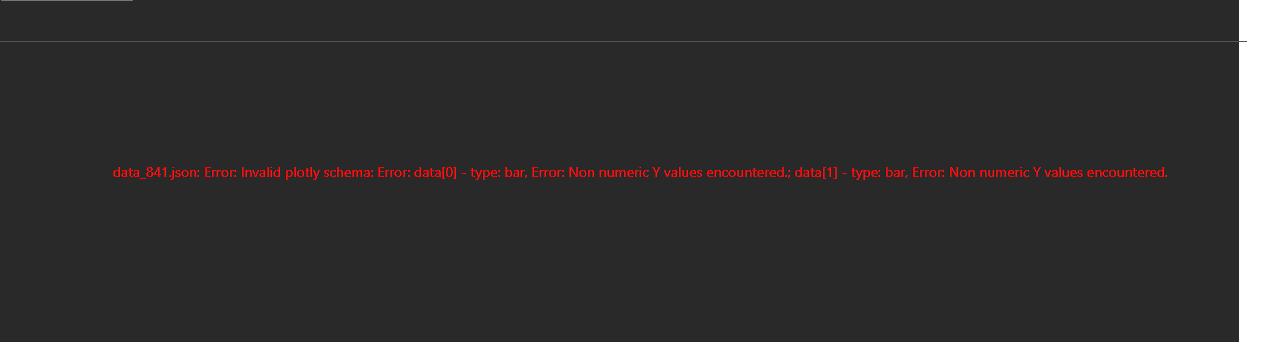 data_841.json: Error: Invalid plotly schema: Error: data[0] - type: bar, Error: Non numeric Y values encountered.; data[1] - type: bar, Error: Non numeric Y values encountered.